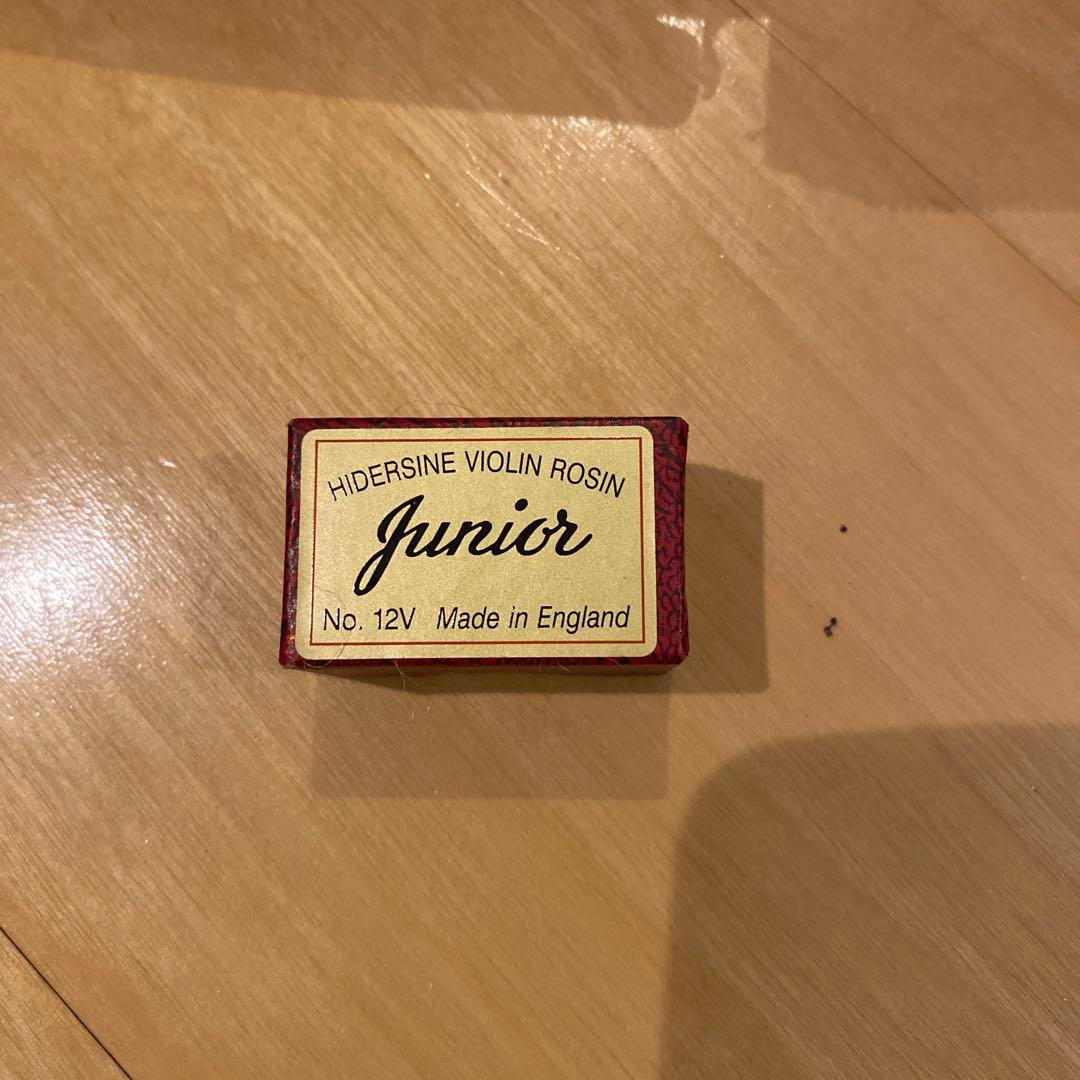 HIDERSINE VIOLIN ROSIN
Junior
No. 12V Made in England